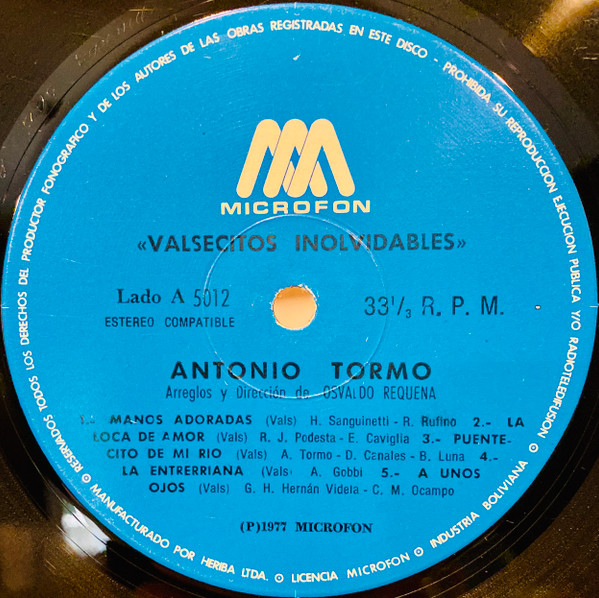 RESERVADOS TODOS LOS DERECHOS DEL PRODUCTOR FONOGRAFICO Y DE LOS AUTORES DE LAS OBRAS REGISTRADAS EN ESTE DISCO - PROHIBIDA SU REPRODUCCION EJECUCION PUBLICA Y/O RADIOTELEDIFUSION
MICROFON
«VALSECITOS INOLVIDABLES»
Lado A 5012
33 1/3 R. P. M.
ESTEREO COMPATIBLE
ANTONIO TORMO
Arreglos y Dirección de OSVALDO REQUENA
1.- MANOS ADORADAS (Vals) H. Sanguinetti - R. Rufino 2.- LA
LOCA DE AMOR (Vals) R. J. Podesta - E. Caviglia 3.- PUENTE-
CITO DE MI RIO (Vals) A. Tormo - D. Canales - B. Luna 4.-
LA ENTRERRIANA (Vals) A. Gobbi 5.- A UNOS
OJOS (Vals) G. H. Hernán Videla - C. M. Ocampo
(P)1977 MICROFON
MANUFACTURADO POR HERIBA LTDA. ⊙ LICENCIA MICROFON ⊙ INDUSTRIA BOLIVIANA ⊙